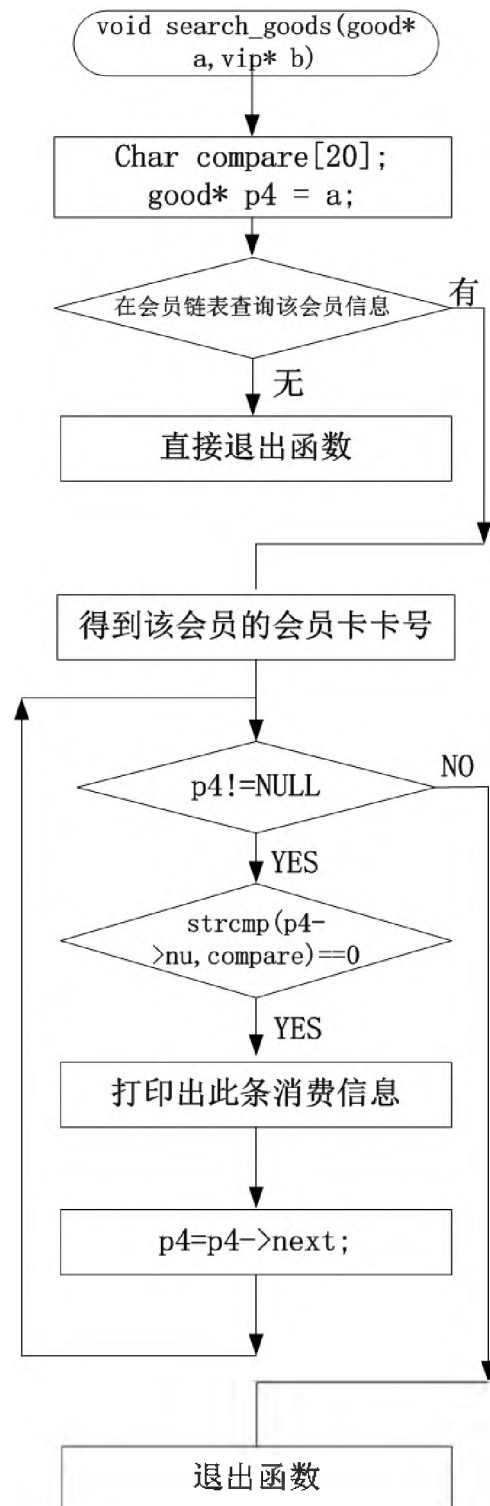 void search_goods(good*
a,vip* b)
Char compare[20];
good* p4 = a;
在会员链表查询该会员信息
有
无
直接退出函数
得到该会员的会员卡卡号
p4!=NULL
NO
YES
strcmp(p4-
>nu,compare)==0
YES
打印出此条消费信息
p4=p4->next;
退出函数